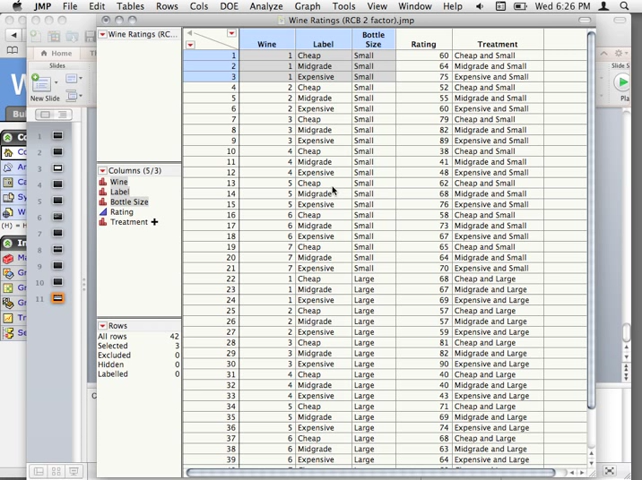 JMP File Edit Tables Rows Cols DOE Analyze Graph Tools View Window Help Wed 6:26 PM
Wine Ratings (RCB 2 factor).jmp
Home
Slides
New Slide
Play
1
2
3
4
5
6
7
8
9
10
11
Wine Ratings (RC...
Columns (5/3)
Wine
Label
Bottle Size
Rating
Treatment
Rows
All rows 42
Selected 3
Excluded 0
Hidden 0
Labelled 0
Wine Label Bottle Size Rating Treatment
1 1 Cheap Small 60 Cheap and Small
2 1 Midgrade Small 64 Midgrade and Small
3 1 Expensive Small 75 Expensive and Small
4 2 Cheap Small 52 Cheap and Small
5 2 Midgrade Small 55 Midgrade and Small
6 2 Expensive Small 60 Expensive and Small
7 3 Cheap Small 79 Cheap and Small
8 3 Midgrade Small 82 Midgrade and Small
9 3 Expensive Small 89 Expensive and Small
10 4 Cheap Small 38 Cheap and Small
11 4 Midgrade Small 41 Midgrade and Small
12 4 Expensive Small 48 Expensive and Small
13 5 Cheap Small 62 Cheap and Small
14 5 Midgrade Small 68 Midgrade and Small
15 5 Expensive Small 76 Expensive and Small
16 6 Cheap Small 58 Cheap and Small
17 6 Midgrade Small 73 Midgrade and Small
18 6 Expensive Small 67 Expensive and Small
19 7 Cheap Small 65 Cheap and Small
20 7 Midgrade Small 64 Midgrade and Small
21 7 Expensive Small 70 Expensive and Small
22 1 Cheap Large 68 Cheap and Large
23 1 Midgrade Large 67 Midgrade and Large
24 1 Expensive Large 69 Expensive and Large
25 2 Cheap Large 57 Cheap and Large
26 2 Midgrade Large 57 Midgrade and Large
27 2 Expensive Large 59 Expensive and Large
28 3 Cheap Large 81 Cheap and Large
29 3 Midgrade Large 82 Midgrade and Large
30 3 Expensive Large 90 Expensive and Large
31 4 Cheap Large 40 Cheap and Large
32 4 Midgrade Large 40 Midgrade and Large
33 4 Expensive Large 43 Expensive and Large
34 5 Cheap Large 71 Cheap and Large
35 5 Midgrade Large 69 Midgrade and Large
36 5 Expensive Large 74 Expensive and Large
37 6 Cheap Large 68 Cheap and Large
38 6 Midgrade Large 63 Midgrade and Large
39 6 Expensive Large 66 Expensive and Large